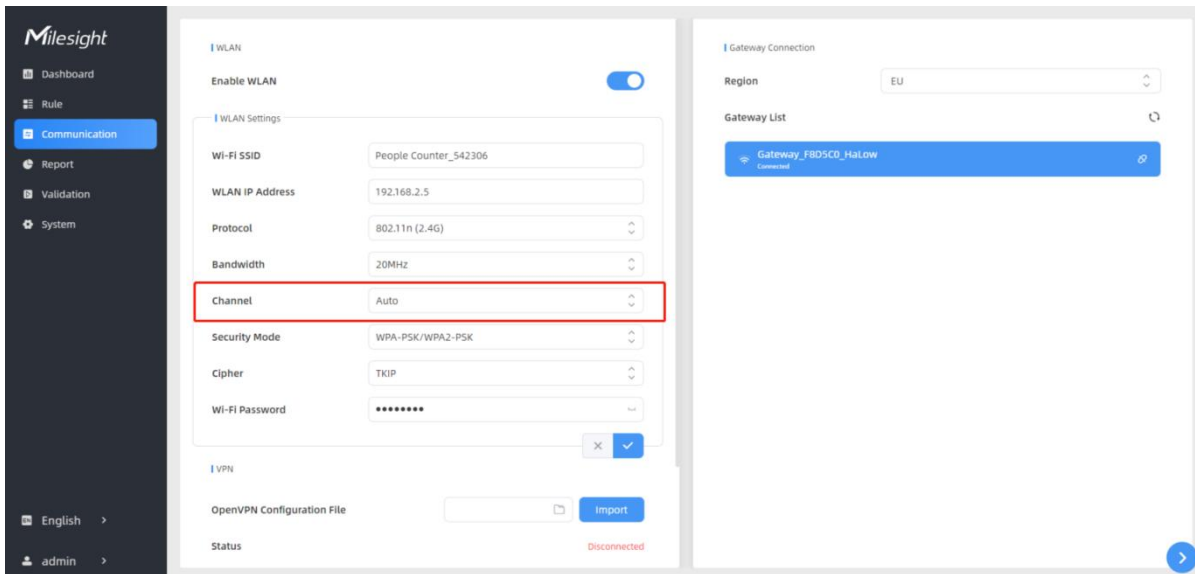 Milesight
Dashboard
Rule
Communication
Report
Validation
System
English
admin
WLAN
Enable WLAN
WLAN Settings
Wi-Fi SSID People Counter_542306
WLAN IP Address 192.168.2.5
Protocol 802.11n (2.4G)
Bandwidth 20MHz
Channel Auto
Security Mode WPA-PSK/WPA2-PSK
Cipher TKIP
Wi-Fi Password ••••••••
VPN
OpenVPN Configuration File Import
Status Disconnected
Gateway Connection
Region EU
Gateway List
Gateway_F8D5C0_HaLow
Connected